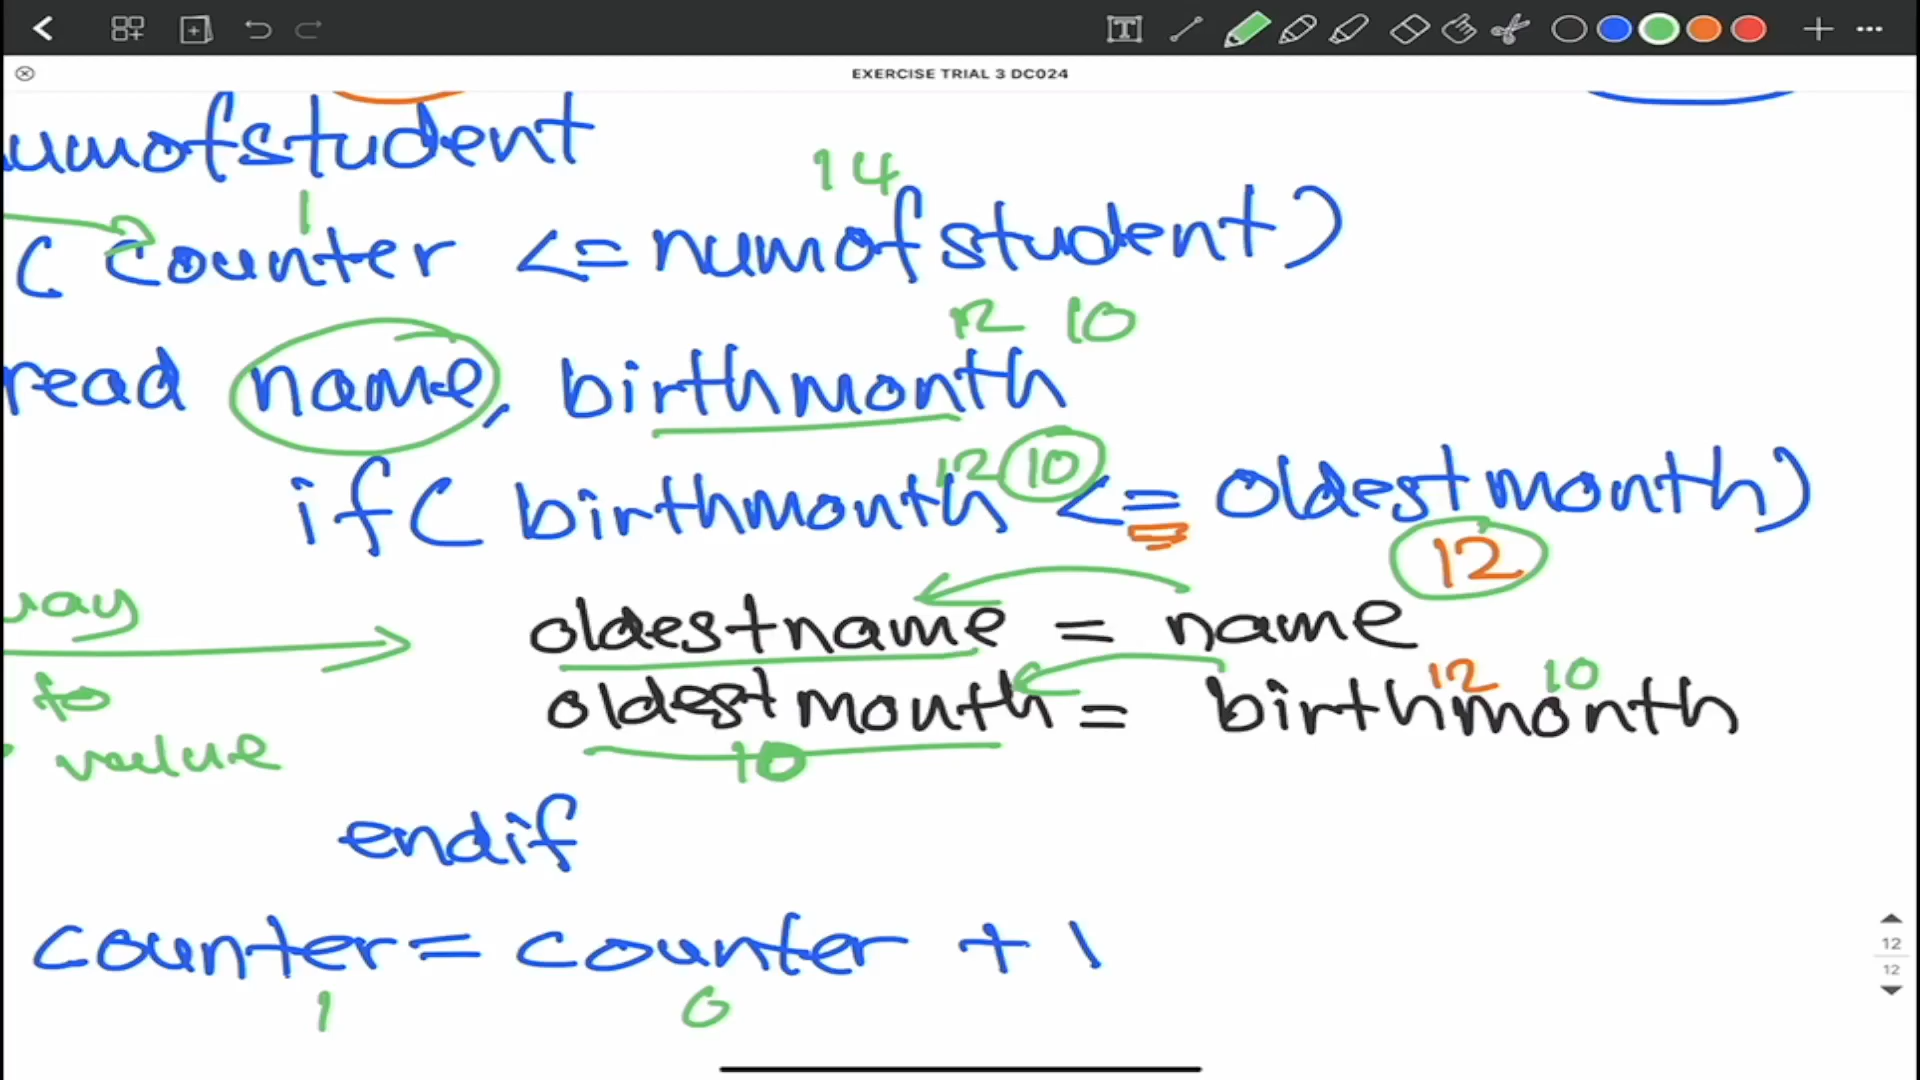 EXERCISE TRIAL 3 DC024
umofstudent
14
1
( counter <= numofstudent)
12 10
read name, birthmonth
12 10
if( birthmonth <= oldestmonth)
12
way
oldestname = name
12 10
to
oldestmonth = birthmonth
10
value
endif
counter = counter + 1
1 0
12
12